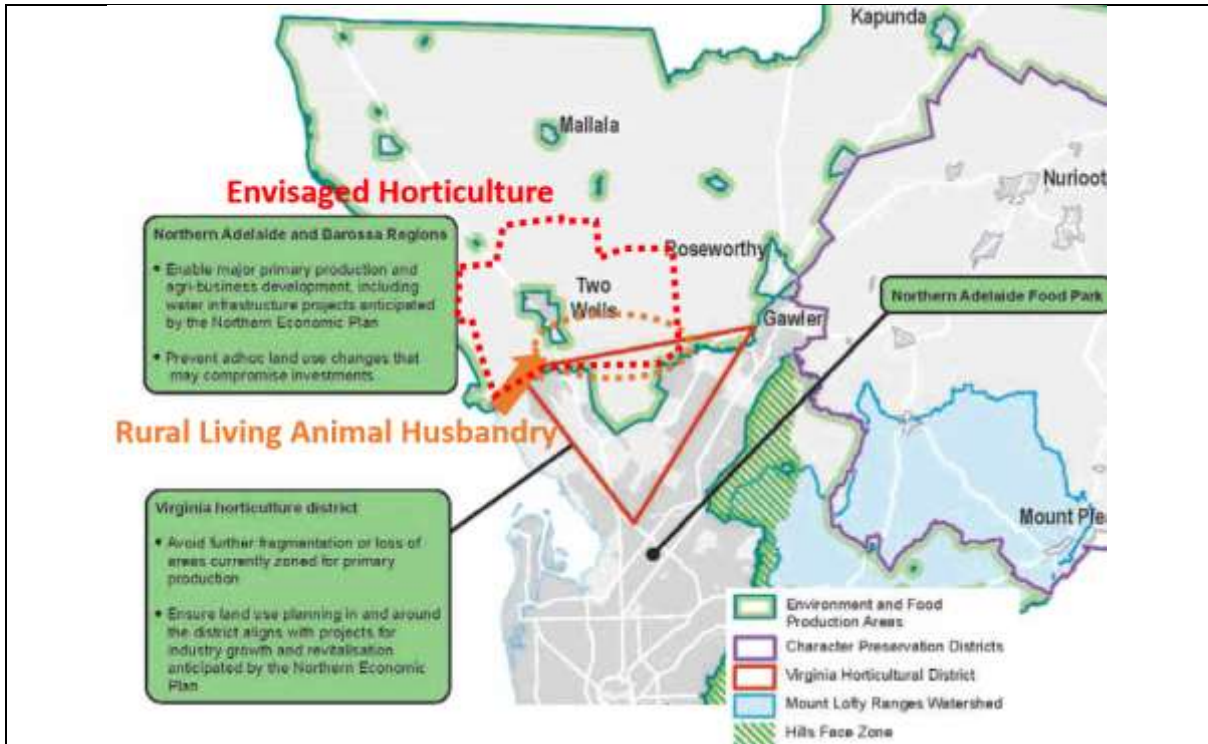 Kapunda
Mallala
Nurioot
Envisaged Horticulture
Northern Adelaide and Barossa Regions
• Enable major primary production and
agri-business development, including
water infrastructure projects anticipated
by the Northern Economic Plan
• Prevent adhoc land use changes that
may compromise investments
Roseworthy
Two
Wells
Gawler
Northern Adelaide Food Park
Rural Living Animal Husbandry
Virginia horticulture district
• Avoid further fragmentation or loss of
areas currently zoned for primary
production
• Ensure land use planning in and around
the district aligns with projects for
industry growth and revitalisation
anticipated by the Northern Economic
Plan
Mount Ple
Environment and Food
Production Areas
Character Preservation Districts
Virginia Horticultural District
Mount Lofty Ranges Watershed
Hills Face Zone